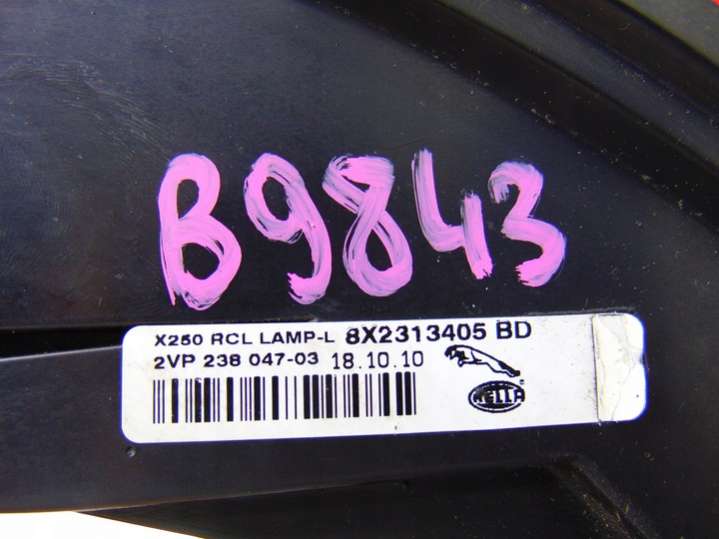 B9843
X250 RCL LAMP-L 8X2313405 BD
2VP 238 047-03 18.10.10
HELLA